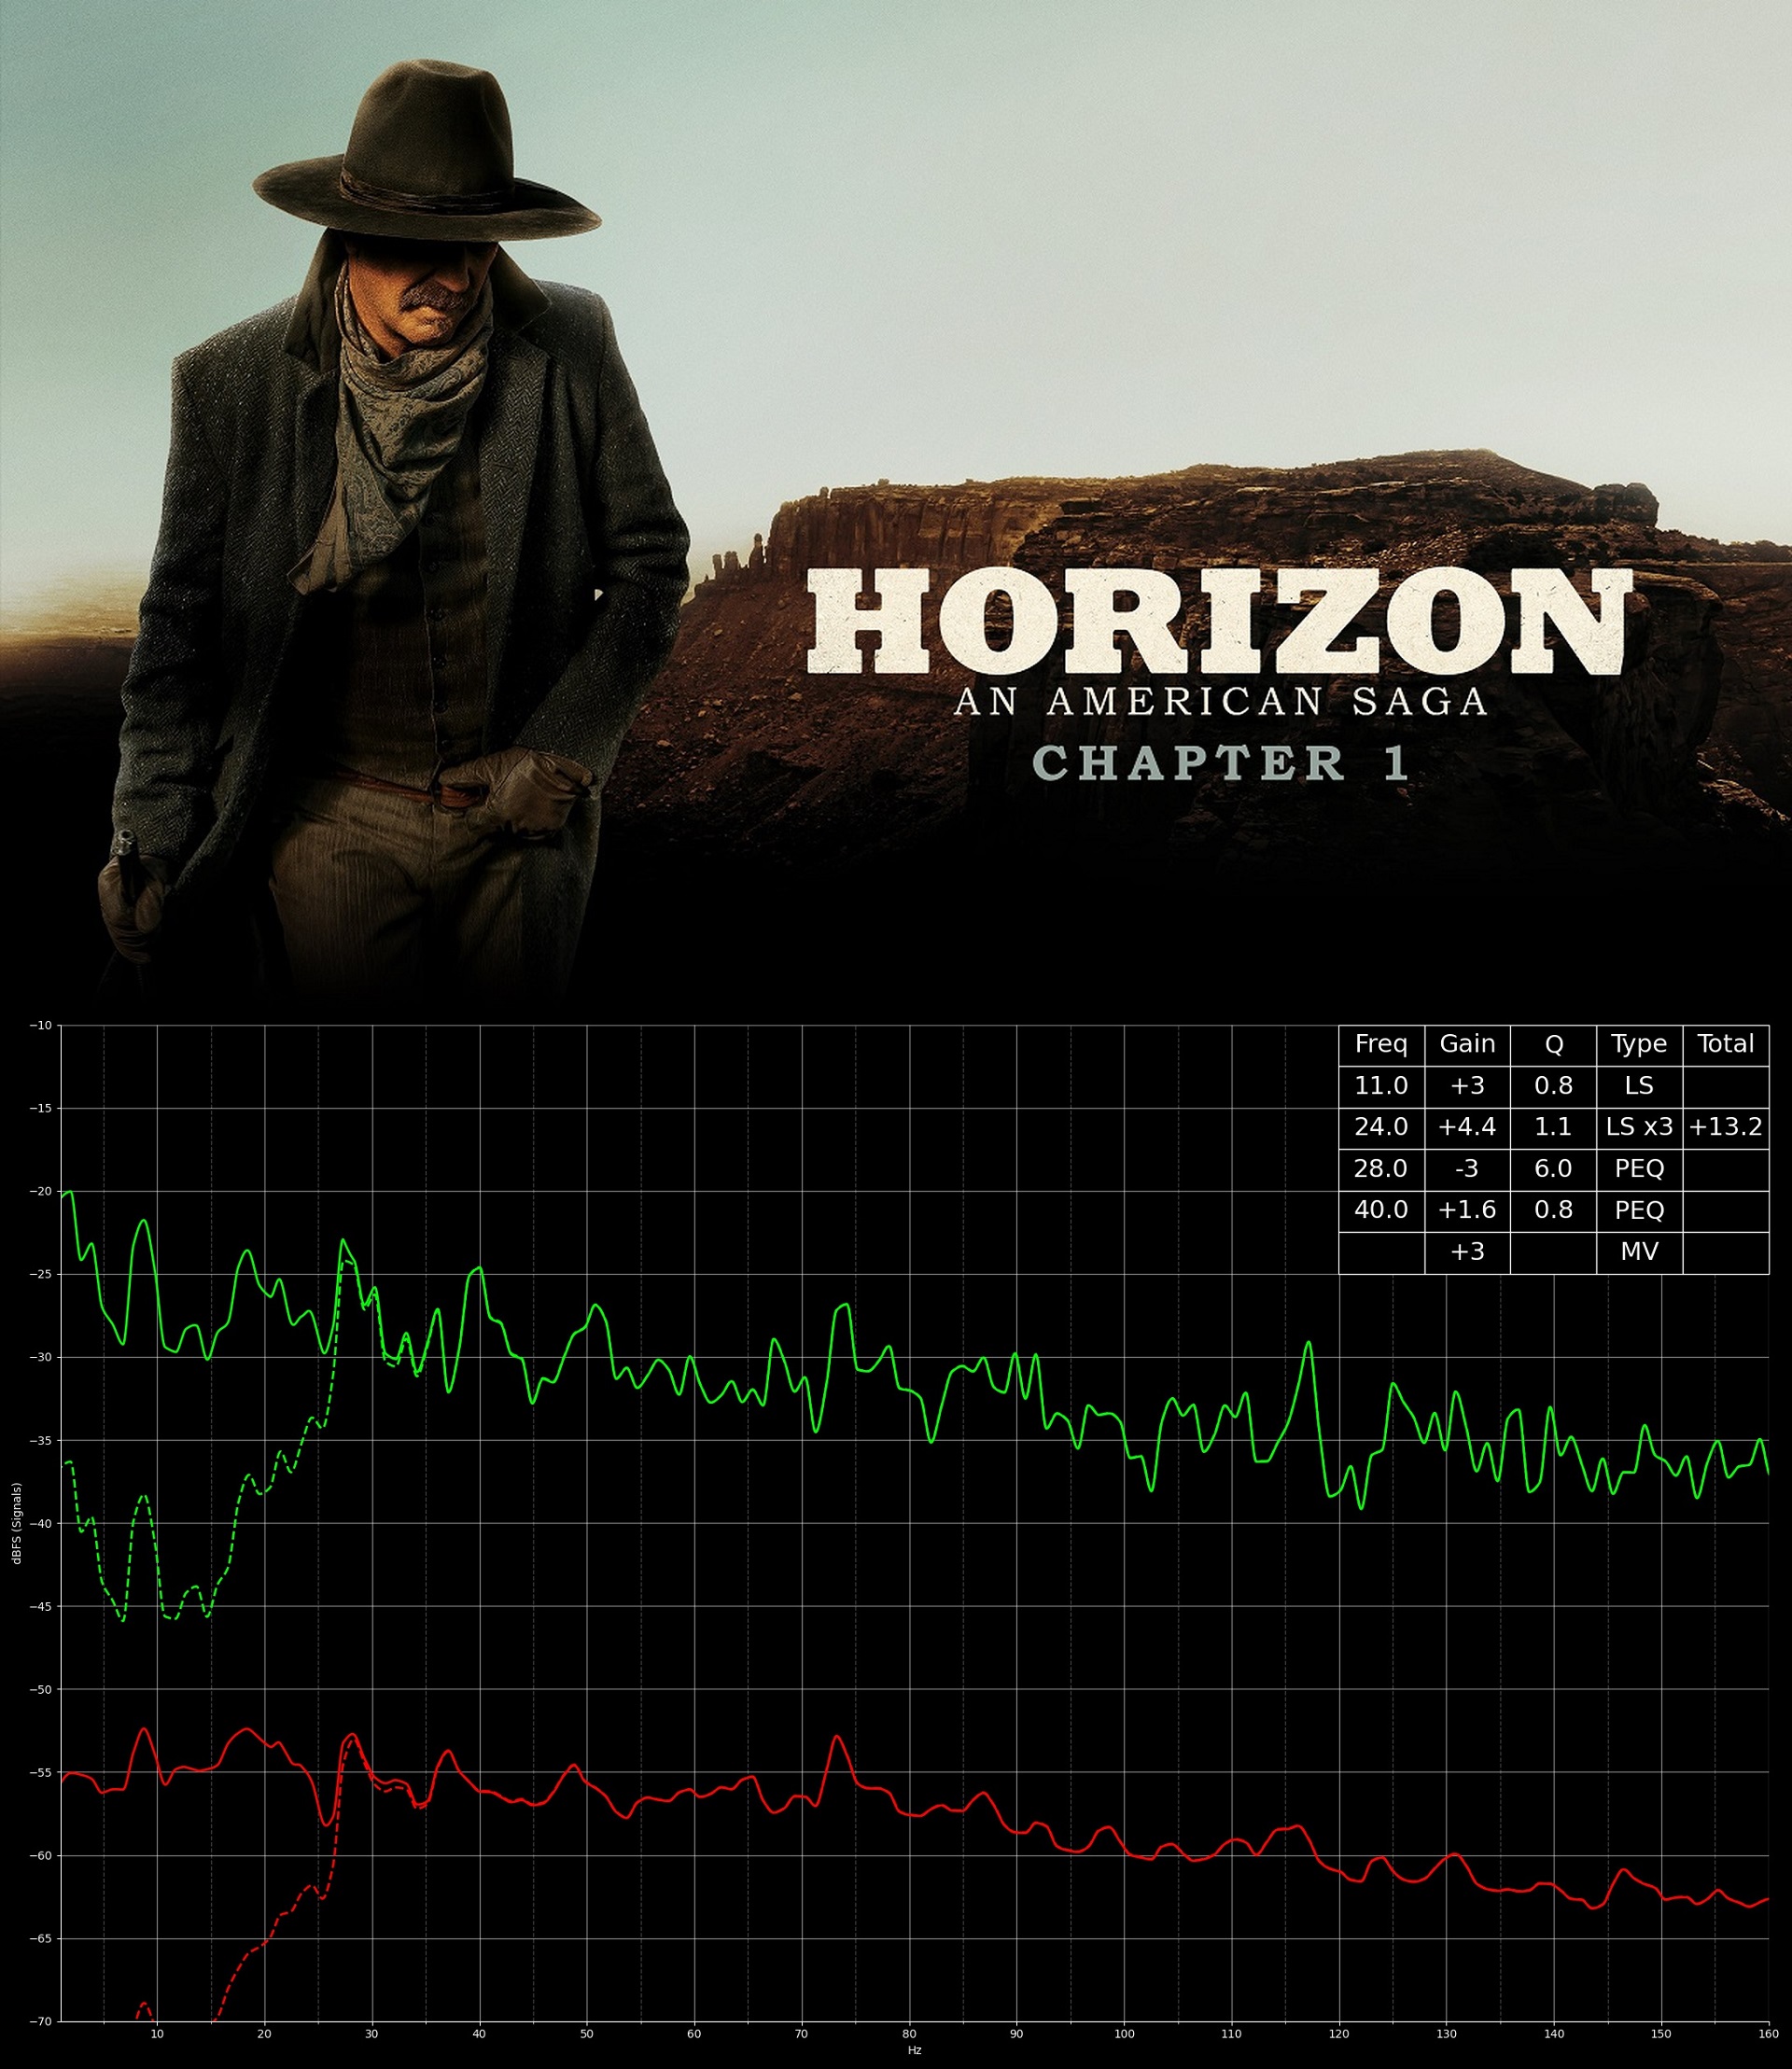 HORIZON
AN AMERICAN SAGA
CHAPTER 1
Freq Gain Q Type Total
11.0 +3 0.8 LS
24.0 +4.4 1.1 LS x3 +13.2
28.0 -3 6.0 PEQ
40.0 +1.6 0.8 PEQ
+3 MV
−10
−15
−20
−25
−30
−35
−40
−45
−50
−55
−60
−65
−70
dBFS (Signals)
10 20 30 40 50 60 70 80 90 100 110 120 130 140 150 160
Hz